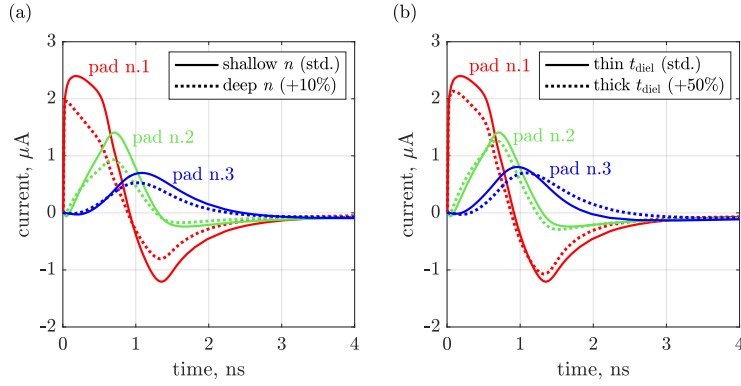 (a)
3
2
1
0
-1
-2
current, μA
pad n.1
pad n.2
pad n.3
shallow n (std.)
deep n (+10%)
0
1
2
3
4
time, ns
(b)
3
2
1
0
-1
-2
current, μA
pad n.1
pad n.2
pad n.3
thin t_diel (std.)
thick t_diel (+50%)
0
1
2
3
4
time, ns